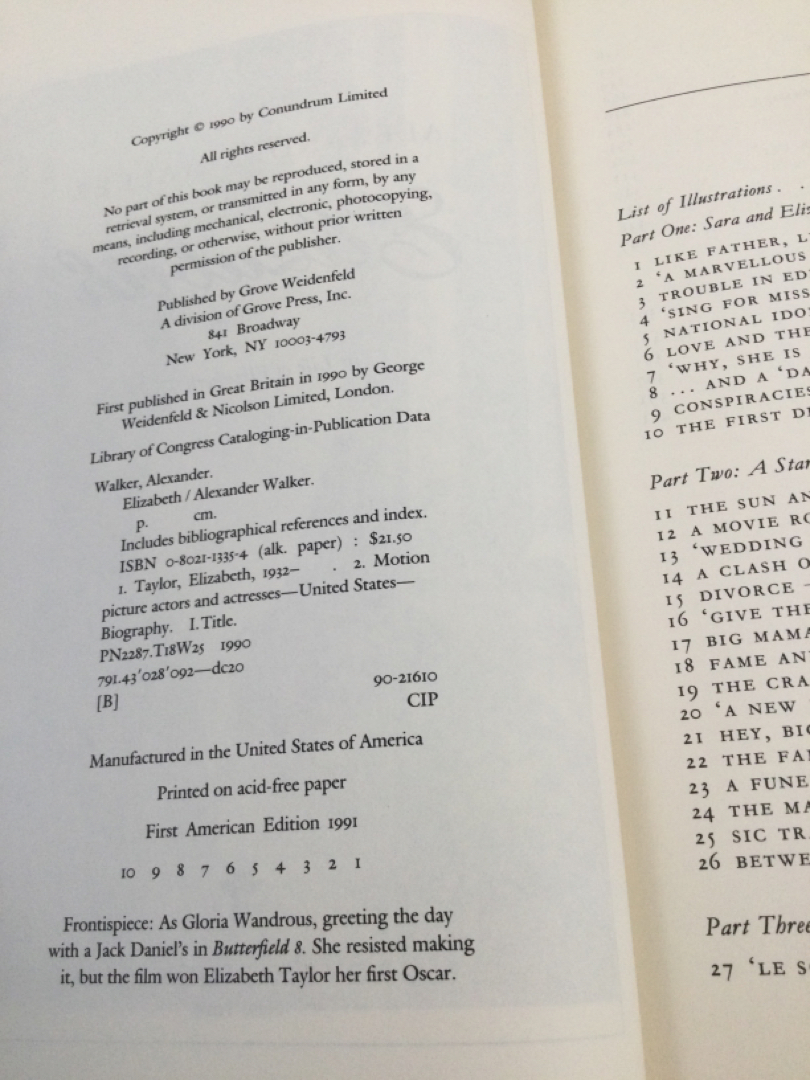 Copyright © 1990 by Conundrum Limited
All rights reserved.
No part of this book may be reproduced, stored in a
retrieval system, or transmitted in any form, by any
means, including mechanical, electronic, photocopying,
recording, or otherwise, without prior written
permission of the publisher.
Published by Grove Weidenfeld
A division of Grove Press, Inc.
841 Broadway
New York, NY 10003-4793
First published in Great Britain in 1990 by George
Weidenfeld & Nicolson Limited, London.
Library of Congress Cataloging-in-Publication Data
Walker, Alexander.
Elizabeth / Alexander Walker.
p. cm.
Includes bibliographical references and index.
ISBN 0-8021-1335-4 (alk. paper) : $21.50
1. Taylor, Elizabeth, 1932– . 2. Motion
picture actors and actresses—United States—
Biography. I. Title.
PN2287.T18W25 1990
791.43'028'092—dc20
[B] 90-21610
CIP
Manufactured in the United States of America
Printed on acid-free paper
First American Edition 1991
10 9 8 7 6 5 4 3 2 1
Frontispiece: As Gloria Wandrous, greeting the day
with a Jack Daniel's in Butterfield 8. She resisted making
it, but the film won Elizabeth Taylor her first Oscar.
List of Illustrations . .
Part One: Sara and
1 LIKE FATHER,
2 ‘A MARVELLOUS
3 TROUBLE IN
4 ‘SING FOR MISS
5 NATIONAL
6 LOVE AND THE
7 ‘WHY, SHE IS
8 ... AND A
9 CONSPIRACIES
10 THE FIRST
Part Two: A
11 THE SUN
12 A MOVIE
13 ‘WEDDING
14 A CLASH
15 DIVORCE
16 ‘GIVE
17 BIG MAMA
18 FAME
19 THE
20 ‘A NEW
21 HEY,
22 THE
23 A
24 THE
25 SIC
26
Part Three
27 ‘LE